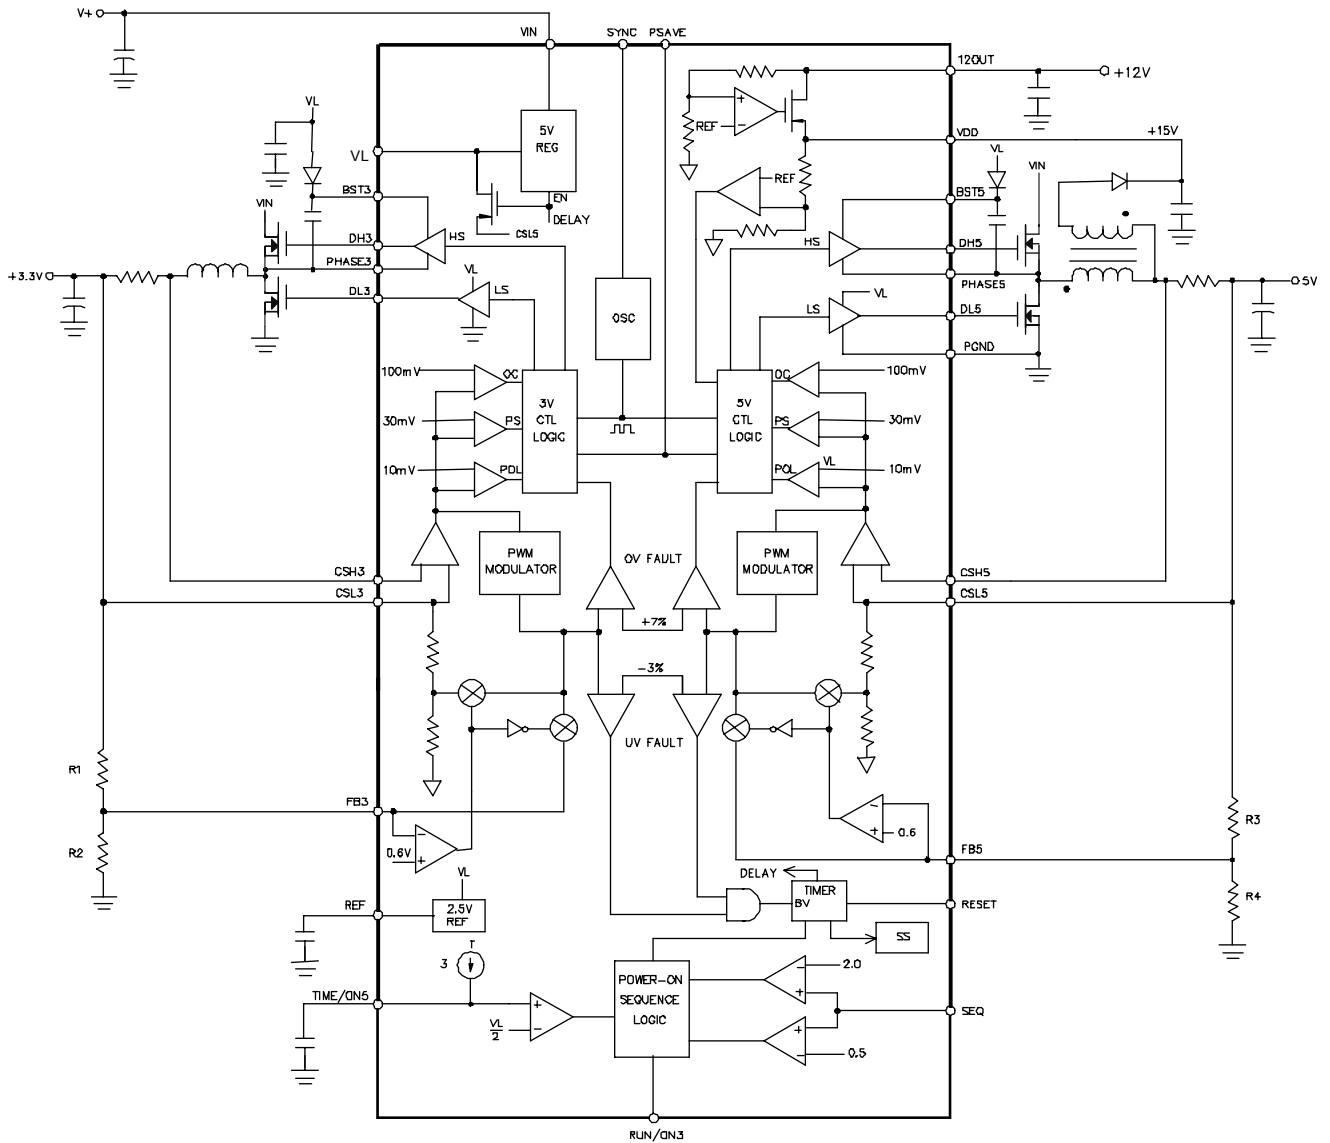 V+
VIN
SYNC
PSAVE
12OUT
+12V
VL
5V
REG
REF
VDD
+15V
VL
VL
VIN
BST3
EN
DELAY
REF
BST5
VIN
CSL5
DH3
HS
HS
DH5
PHASE3
+3.3V
VL
PHASE5
5V
DL3
LS
VL
OSC
LS
DL5
PGND
100mV
OC
OC
100mV
3V
CTL
LOGIC
5V
CTL
LOGIC
30mV
PS
PS
30mV
10mV
POL
POL
VL
10mV
PWM
MODULATOR
OV FAULT
PWM
MODULATOR
CSH3
CSH5
CSL3
CSL5
+7%
-3%
UV FAULT
R1
FB3
-
+
0.6V
-
+
0.6
R3
R2
FB5
VL
DELAY
TIMER
BV
R4
REF
2.5V
REF
RESET
SS
3
POWER-ON
SEQUENCE
LOGIC
-
+
2.0
TIME/ON5
+
-
VL
2
SEQ
+
-
0.5
RUN/ON3